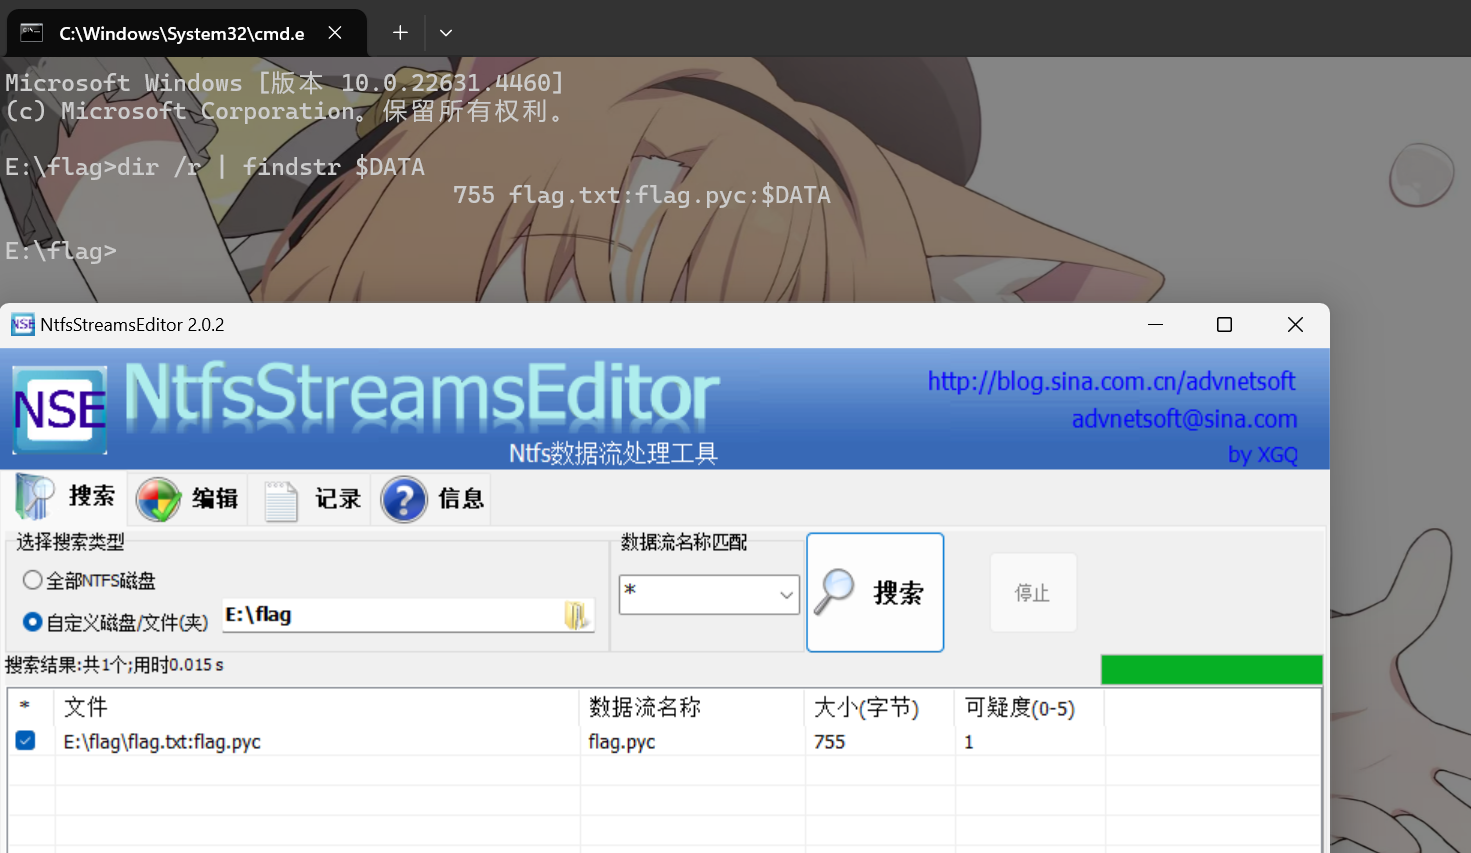 C:\Windows\System32\cmd.e
Microsoft Windows [版本 10.0.22631.4460]
(c) Microsoft Corporation。保留所有权利。
E:\flag>dir /r | findstr $DATA
755 flag.txt:flag.pyc:$DATA
E:\flag>
NSE NtfsStreamsEditor 2.0.2
NSE
NtfsStreamsEditor
Ntfs数据流处理工具
http://blog.sina.com.cn/advnetsoft
advnetsoft@sina.com
by XGQ
搜索 编辑 记录 信息
选择搜索类型
全部NTFS磁盘
自定义磁盘/文件(夹) E:\flag
数据流名称匹配
*
搜索
停止
搜索结果:共1个;用时0.015 s
* 文件 数据流名称 大小(字节) 可疑度(0-5)
E:\flag\flag.txt:flag.pyc flag.pyc 755 1